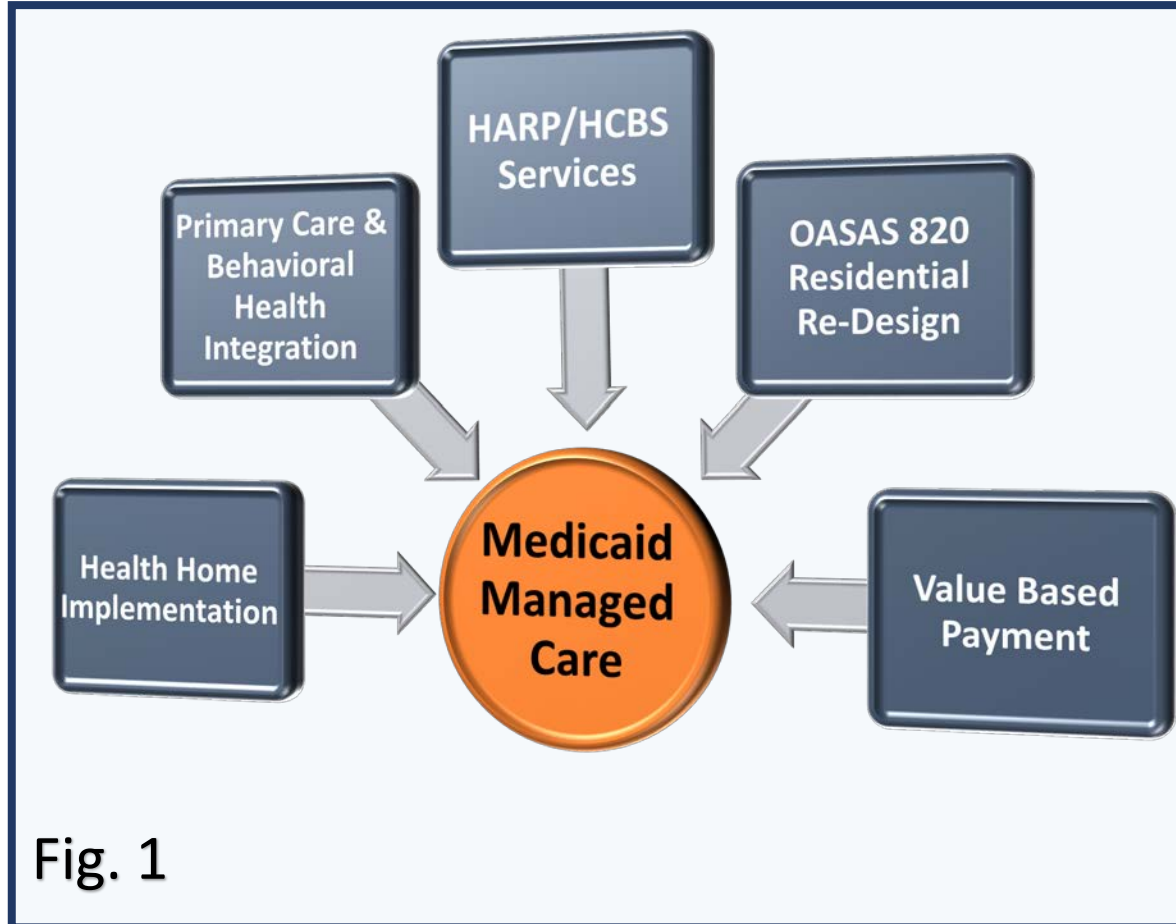 HARP/HCBS
Services
Primary Care &
Behavioral
Health
Integration
OASAS 820
Residential
Re-Design
Health Home
Implementation
Medicaid
Managed
Care
Value Based
Payment
Fig. 1